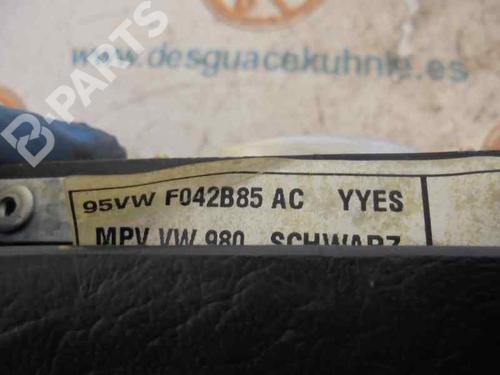 www.desguacekuhnle.es
B-PARTS
95VW F042B85 AC YYES
MPV VW 980 SCHWARZ